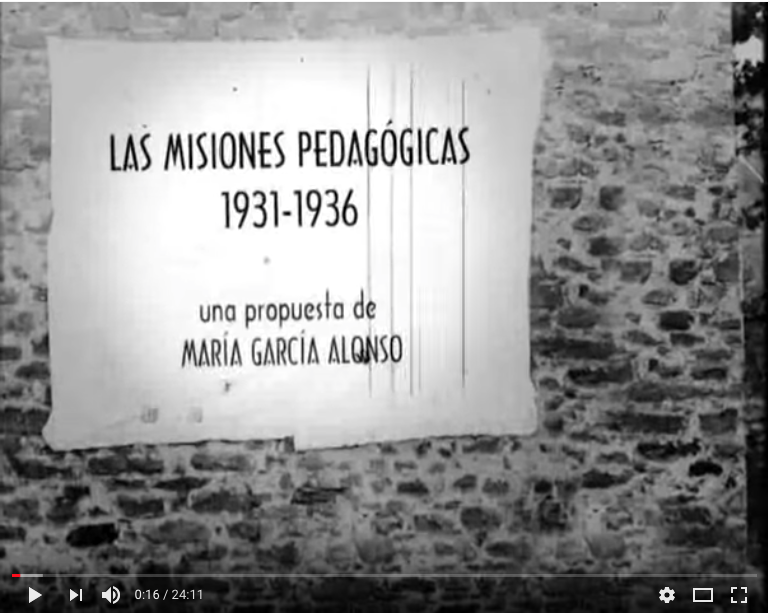 LAS MISIONES PEDAGÓGICAS
1931-1936
una propuesta de
MARÍA GARCÍA ALONSO
0:16 / 24:11